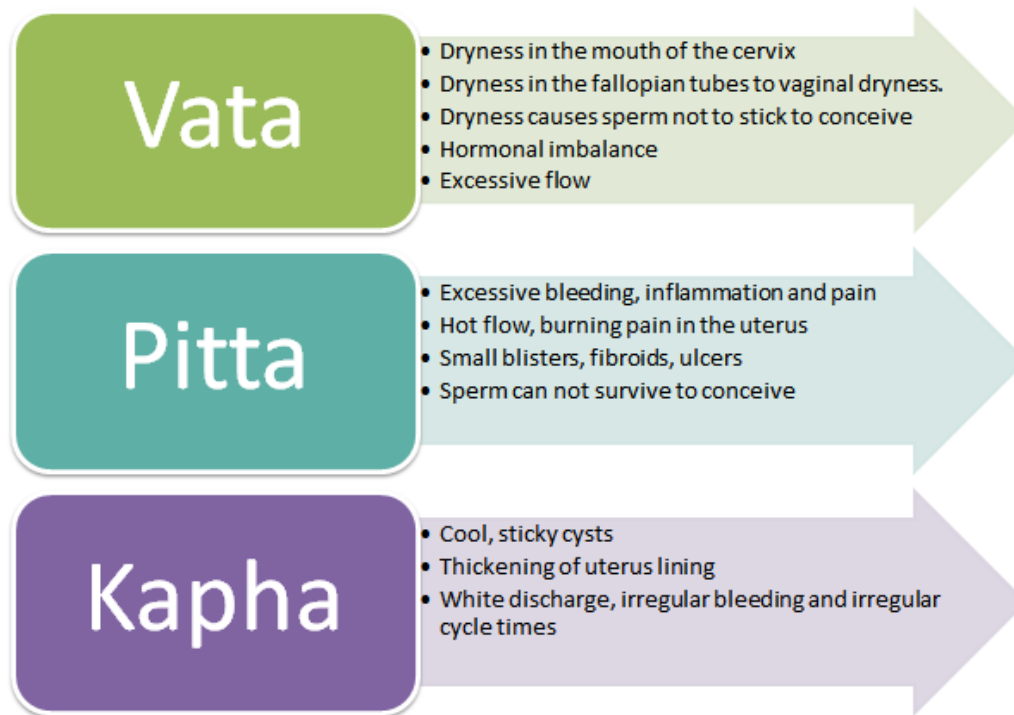 Vata
• Dryness in the mouth of the cervix
• Dryness in the fallopian tubes to vaginal dryness.
• Dryness causes sperm not to stick to conceive
• Hormonal imbalance
• Excessive flow
Pitta
• Excessive bleeding, inflammation and pain
• Hot flow, burning pain in the uterus
• Small blisters, fibroids, ulcers
• Sperm can not survive to conceive
Kapha
• Cool, sticky cysts
• Thickening of uterus lining
• White discharge, irregular bleeding and irregular
cycle times